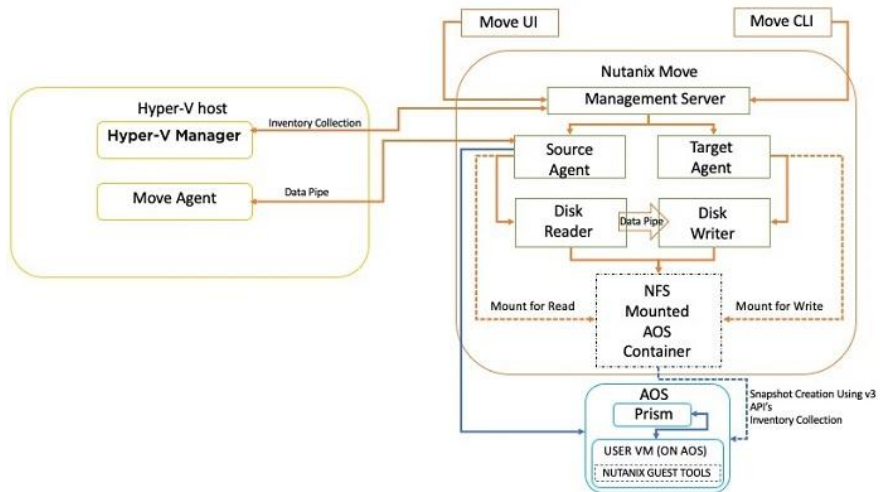 Move UI
Move CLI
Nutanix Move
Management Server
Hyper-V host
Hyper-V Manager
Inventory Collection
Source
Agent
Target
Agent
Move Agent
Data Pipe
Disk
Reader
Data Pipe
Disk
Writer
NFS
Mounted
AOS
Container
Mount for Read
Mount for Write
Snapshot Creation Using v3
API's
Inventory Collection
AOS
Prism
USER VM (ON AOS)
NUTANIX GUEST TOOLS